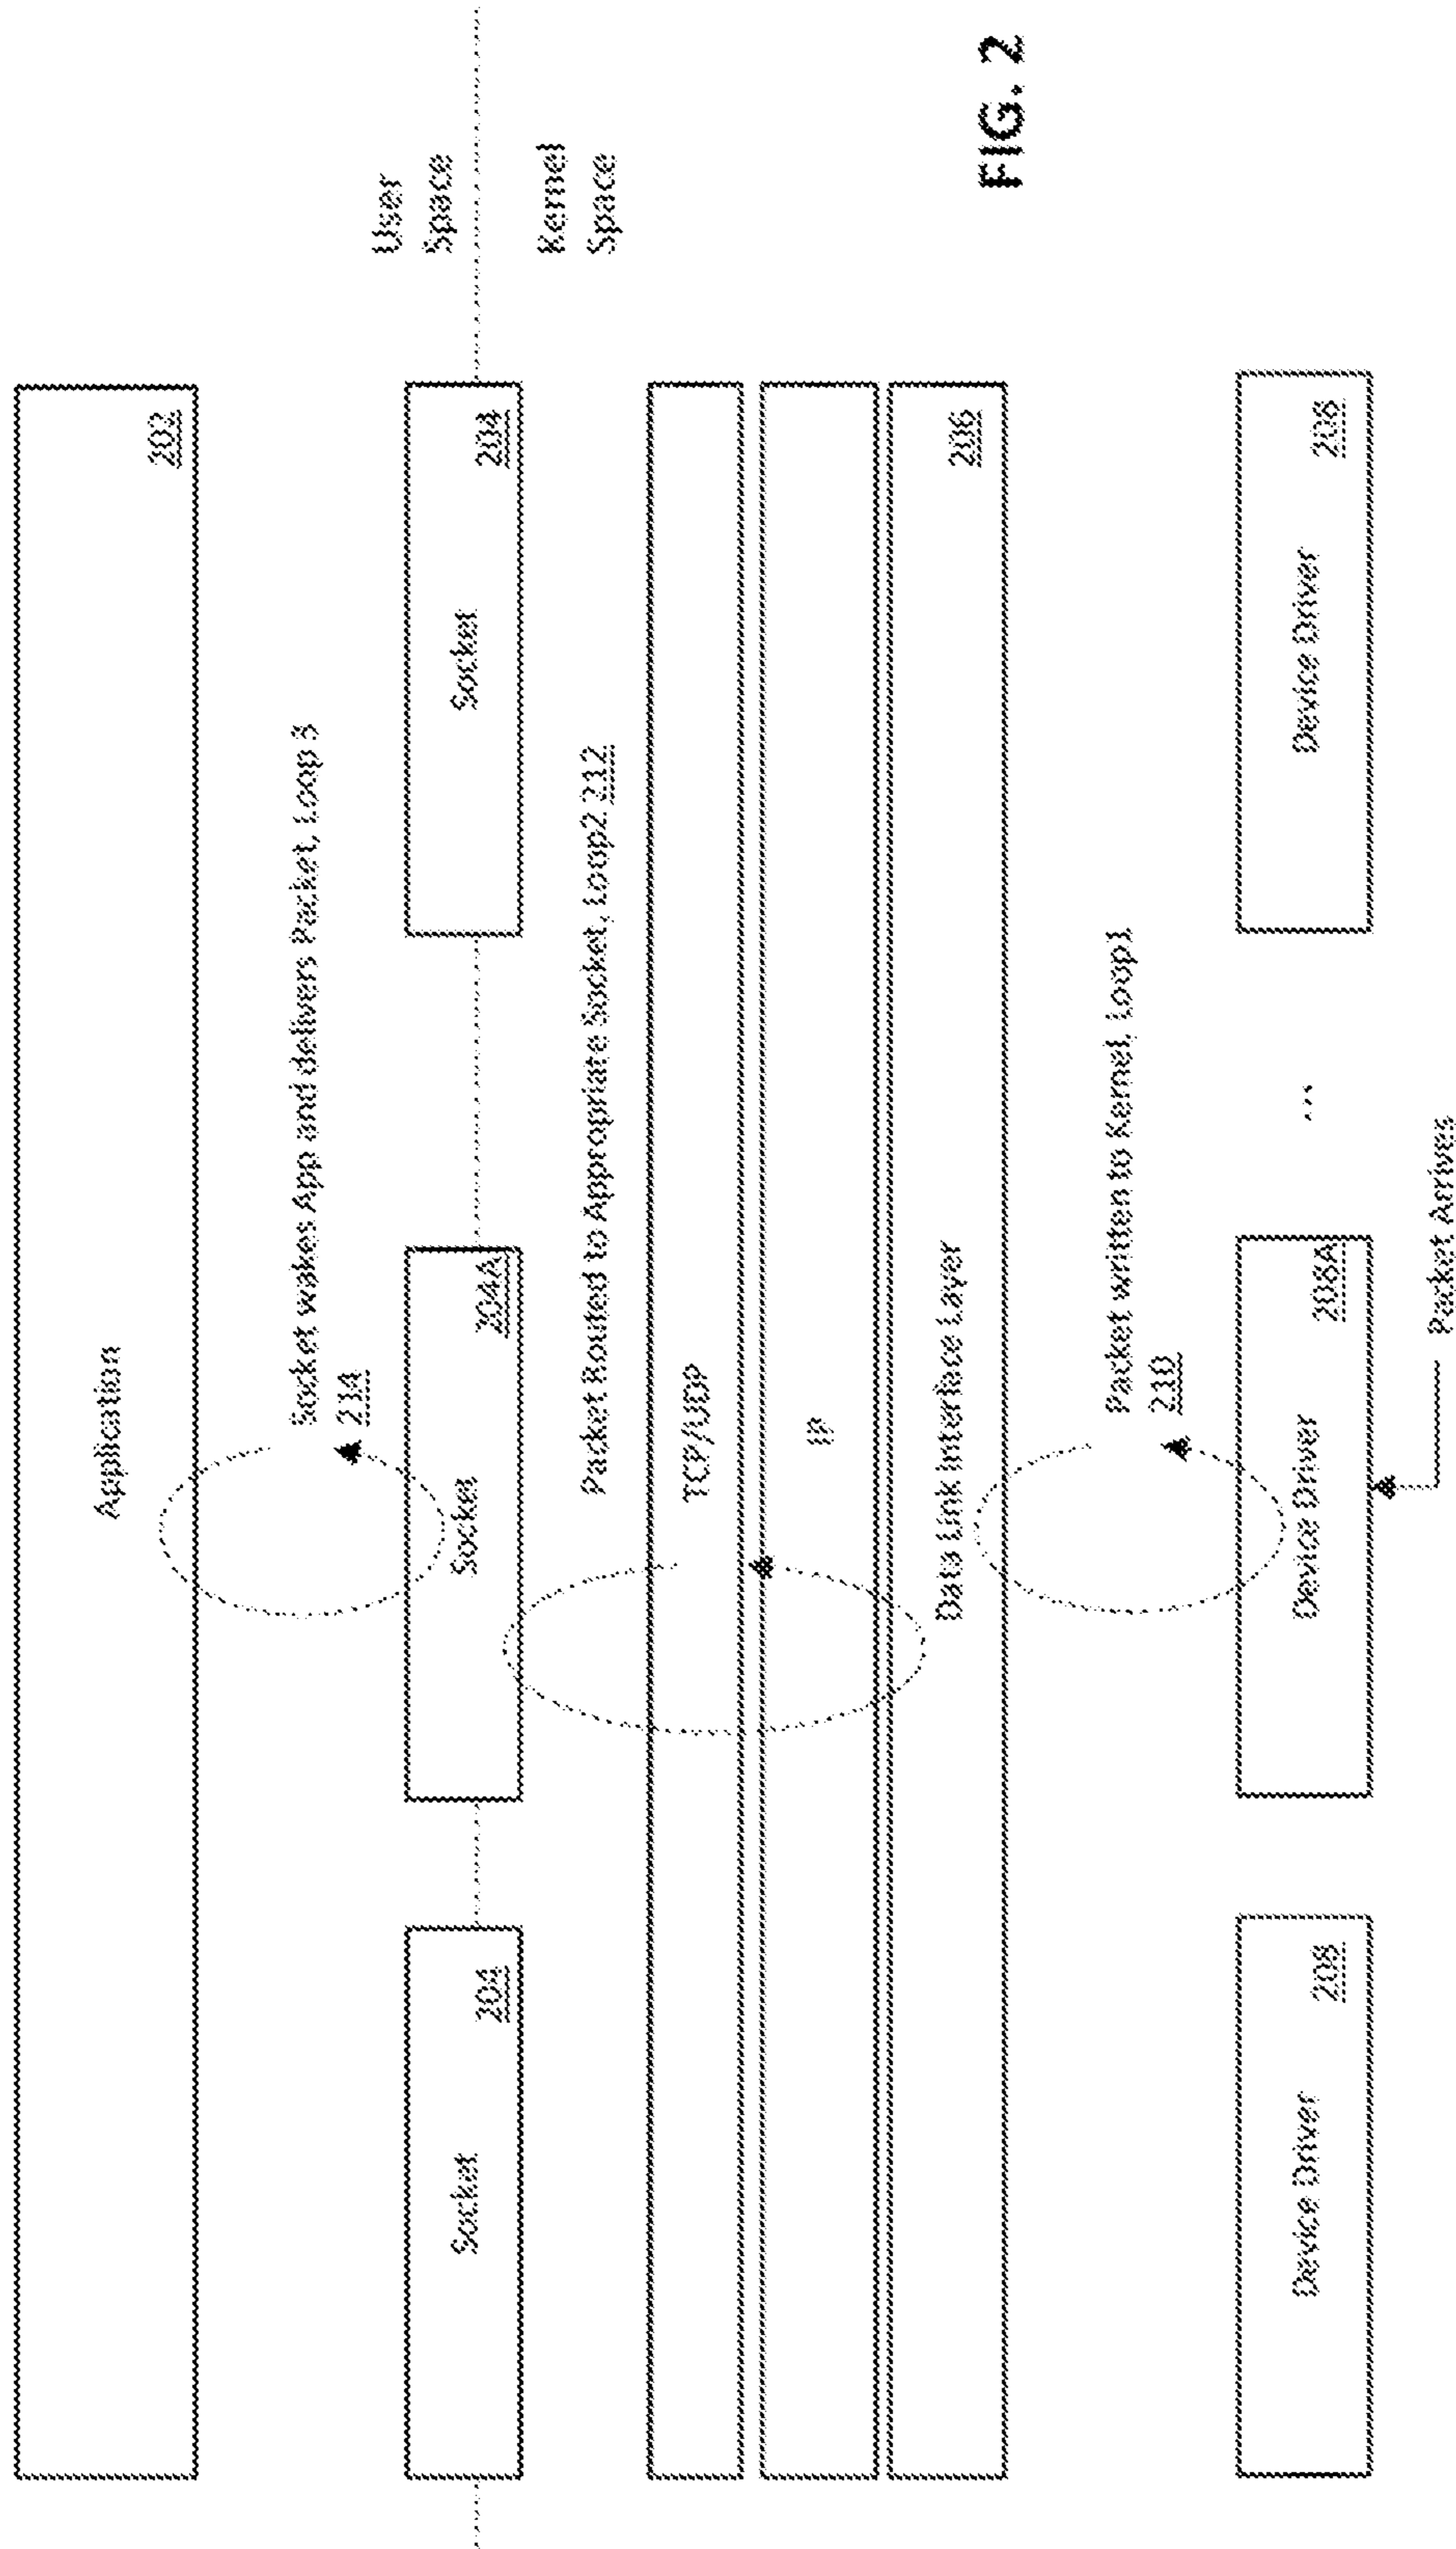 Application
202
Socket wakes App and delivers Packet, Loop 3
214
User
Space
Socket
204
Socket
204A
Socket
204
Kernel
Space
Packet Routed to Appropriate Socket, Loop2 212
TCP/UDP
IP
Data Link Interface Layer
206
Packet written to Kernel, Loop1
210
Device Driver
208
Device Driver
208A
...
Device Driver
208
Packet Arrives
FIG. 2